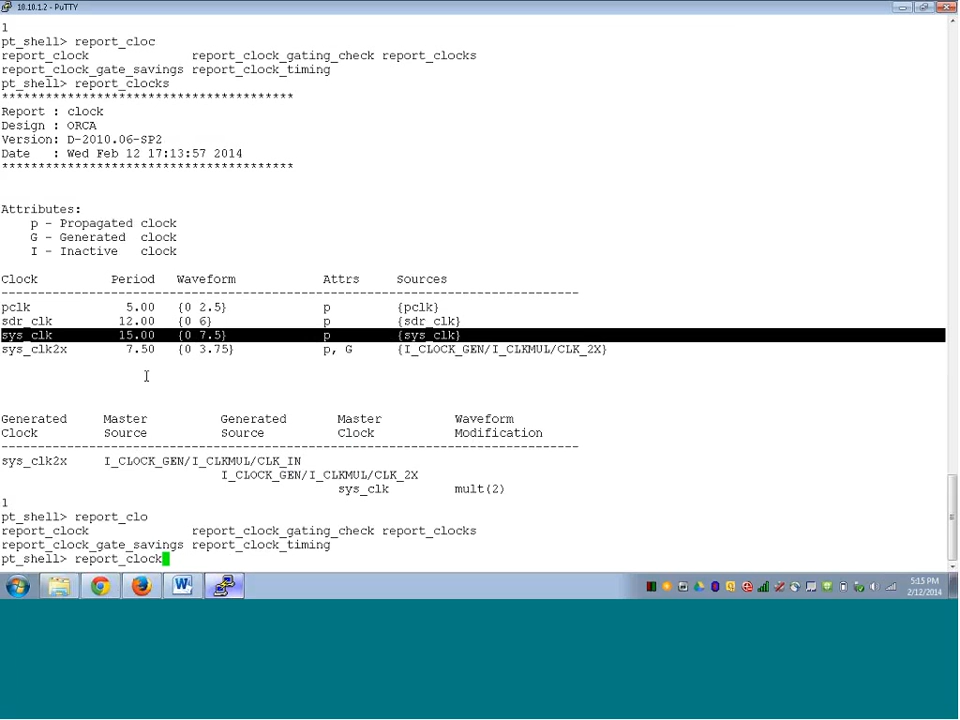 10.10.1.2 - PuTTY
1
pt_shell> report_cloc
report_clock report_clock_gating_check report_clocks
report_clock_gate_savings report_clock_timing
pt_shell> report_clocks
****************************************
Report : clock
Design : ORCA
Version: D-2010.06-SP2
Date   : Wed Feb 12 17:13:57 2014
****************************************
Attributes:
p - Propagated clock
G - Generated  clock
I - Inactive   clock
Clock Period Waveform Attrs Sources
-------------------------------------------------------------------------------
pclk 5.00 {0 2.5} p {pclk}
sdr_clk 12.00 {0 6} p {sdr_clk}
sys_clk 15.00 {0 7.5} p {sys_clk}
sys_clk2x 7.50 {0 3.75} p, G {I_CLOCK_GEN/I_CLKMUL/CLK_2X}
Generated Master Generated Master Waveform
Clock Source Source Clock Modification
-------------------------------------------------------------------------------
sys_clk2x I_CLOCK_GEN/I_CLKMUL/CLK_IN
I_CLOCK_GEN/I_CLKMUL/CLK_2X
sys_clk mult(2)
1
pt_shell> report_clo
report_clock report_clock_gating_check report_clocks
report_clock_gate_savings report_clock_timing
pt_shell> report_clock
5:15 PM
2/12/2014